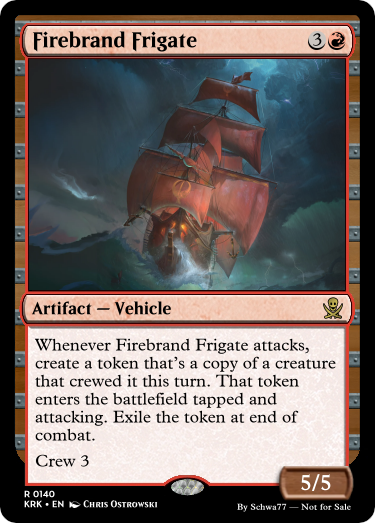 Firebrand Frigate 3
Artifact — Vehicle
Whenever Firebrand Frigate attacks,
create a token that's a copy of a creature
that crewed it this turn. That token
enters the battlefield tapped and
attacking. Exile the token at end of
combat.
Crew 3
5/5
R 0140
KRK • EN Chris Ostrowski
By Schwa77 — Not for Sale